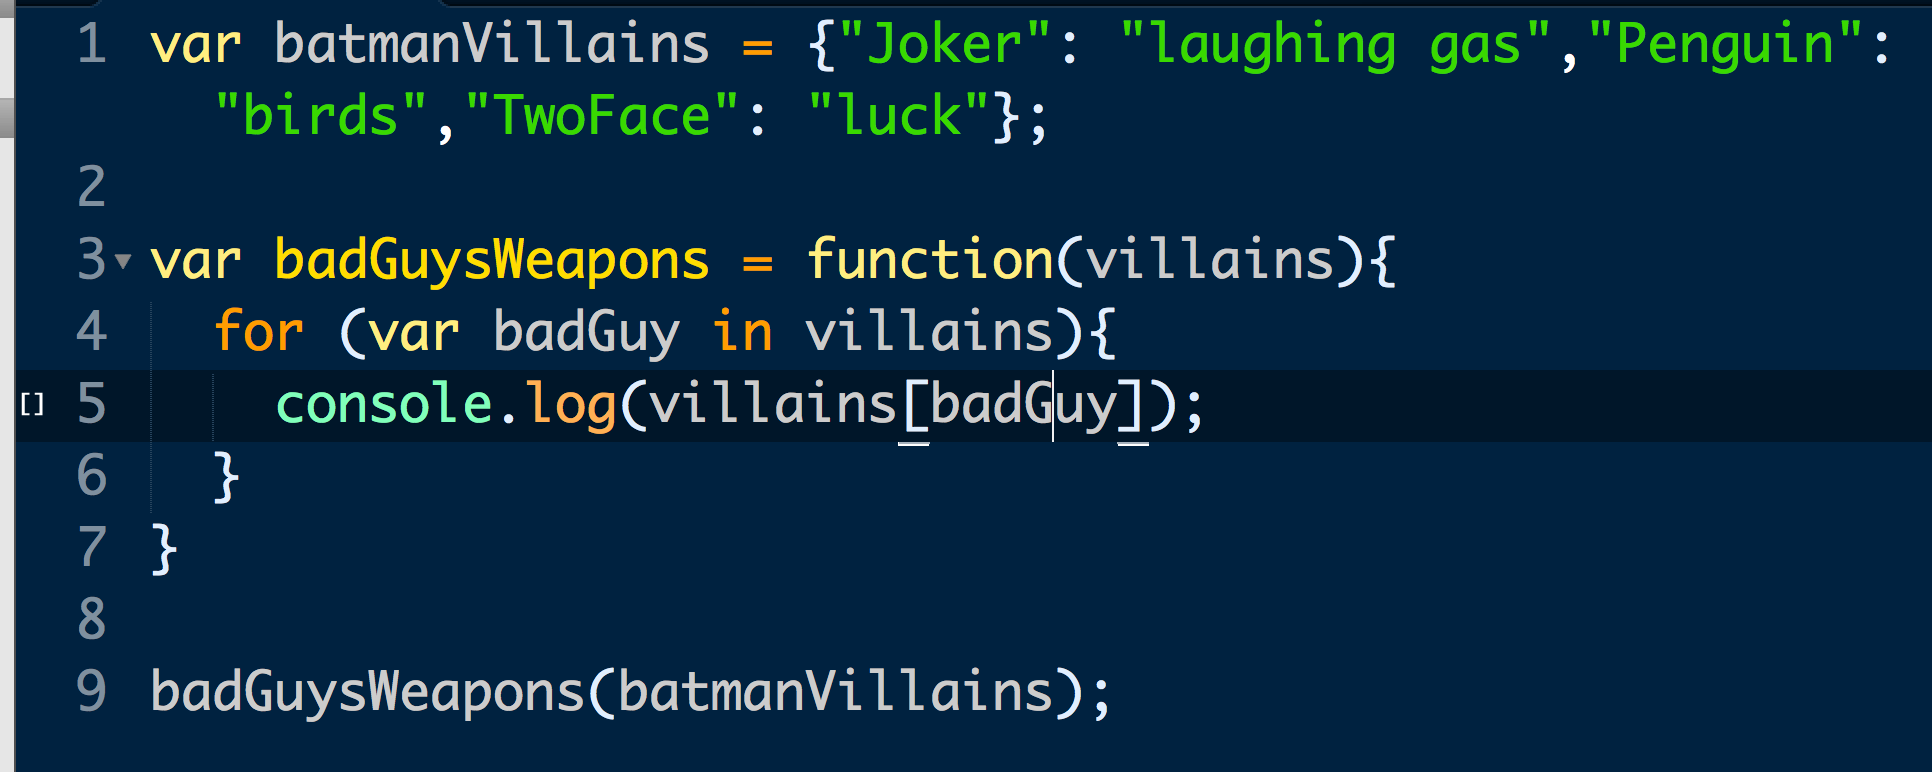 1 var batmanVillains = {"Joker": "laughing gas","Penguin":
"birds","TwoFace": "luck"};
2
3 var badGuysWeapons = function(villains){
4 for (var badGuy in villains){
[] 5 console.log(villains[badGuy]);
6 }
7 }
8
9 badGuysWeapons(batmanVillains);